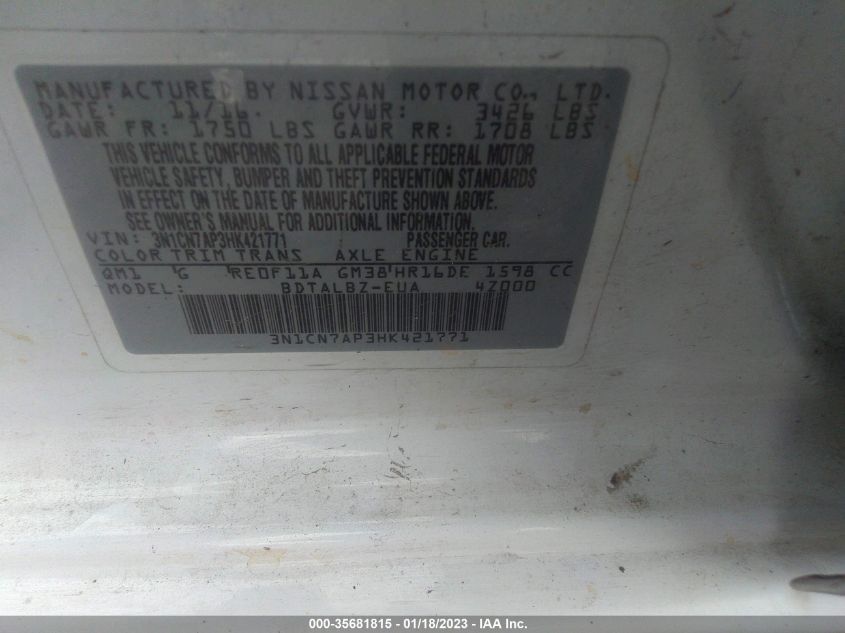 MANUFACTURED BY NISSAN MOTOR CO., LTD.
DATE: 11/16. GVWR: 3426 LBS
GAWR FR: 1750 LBS GAWR RR: 1708 LBS
THIS VEHICLE CONFORMS TO ALL APPLICABLE FEDERAL MOTOR
VEHICLE SAFETY, BUMPER AND THEFT PREVENTION STANDARDS
IN EFFECT ON THE DATE OF MANUFACTURE SHOWN ABOVE.
SEE OWNER'S MANUAL FOR ADDITIONAL INFORMATION.
VIN: 3N1CN7AP3HK421771 PASSENGER CAR.
COLOR TRIM TRANS AXLE ENGINE
QM1 G RE0F11A GM38 HR16DE 1598 CC
MODEL: BDTALBZ-EUA 4Z000
3N1CN7AP3HK421771
000-35681815 - 01/18/2023 - IAA Inc.